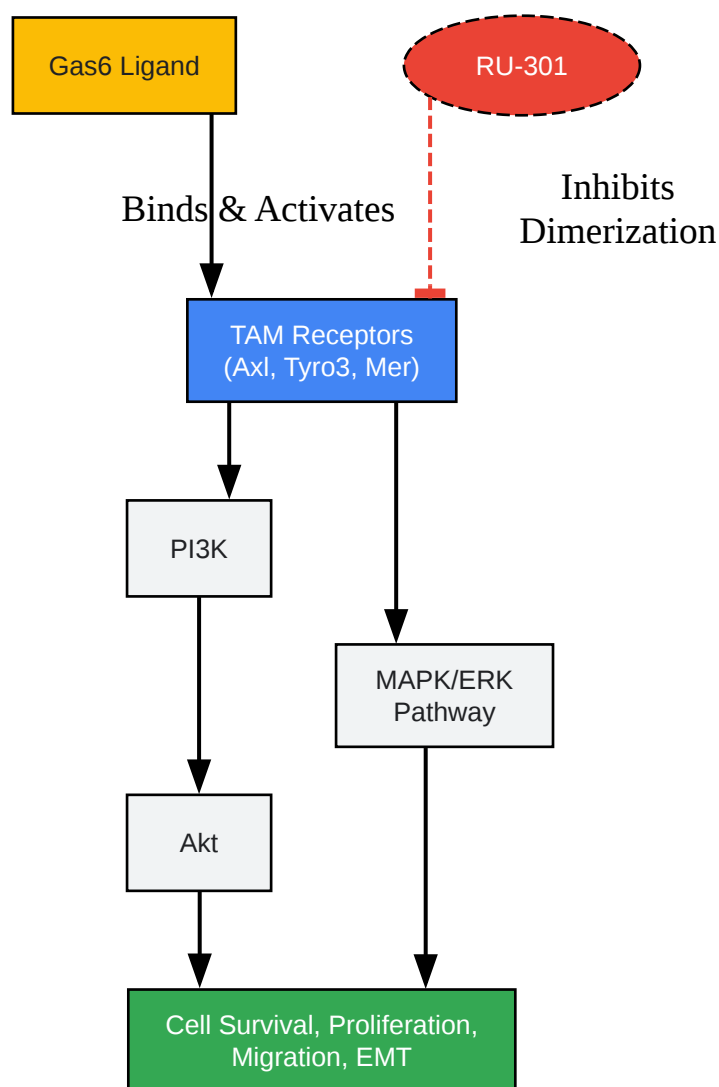 Gas6 Ligand
RU-301
Binds & Activates
Inhibits
Dimerization
TAM Receptors
(Axl, Tyro3, Mer)
PI3K
MAPK/ERK
Pathway
Akt
Cell Survival, Proliferation,
Migration, EMT